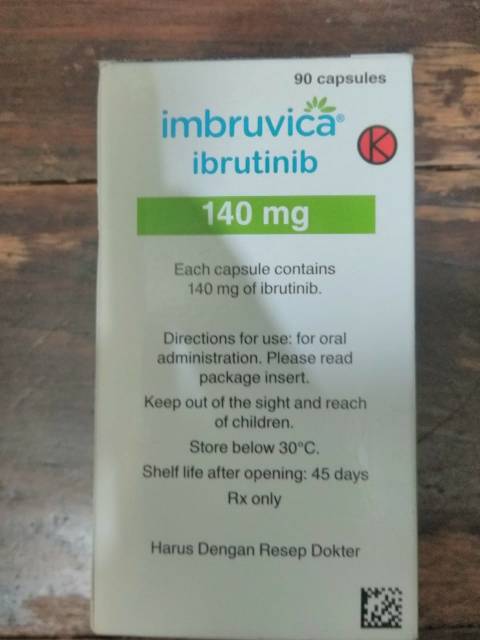 90 capsules
imbruvica®
ibrutinib
K
140 mg
Each capsule contains
140 mg of ibrutinib.
Directions for use: for oral
administration. Please read
package insert.
Keep out of the sight and reach
of children.
Store below 30°C.
Shelf life after opening: 45 days
Rx only
Harus Dengan Resep Dokter